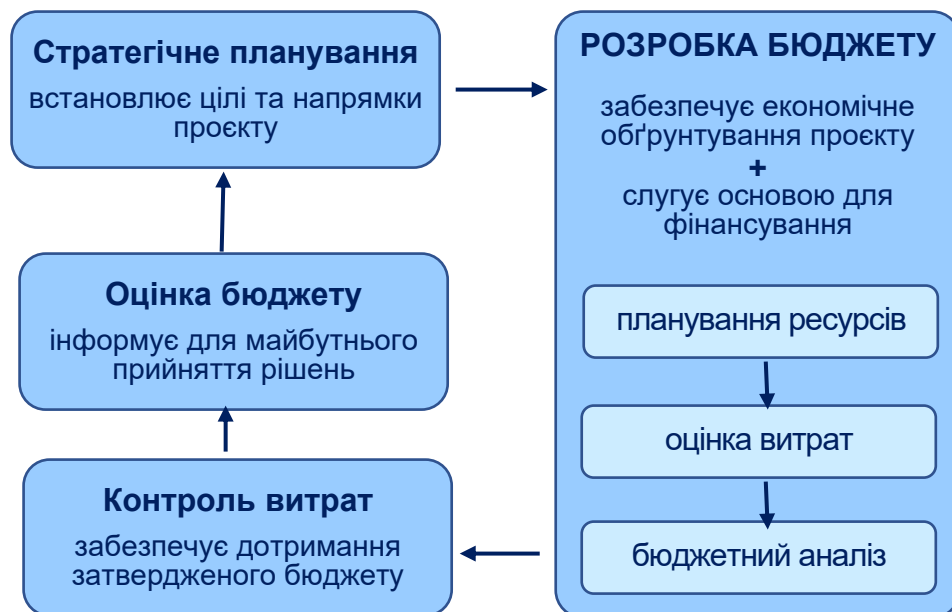 Стратегічне планування
встановлює цілі та напрямки
проєкту
РОЗРОБКА БЮДЖЕТУ
забезпечує економічне
обґрунтування проєкту
+
слугує основою для
фінансування
планування ресурсів
оцінка витрат
бюджетний аналіз
Контроль витрат
забезпечує дотримання
затвердженого бюджету
Оцінка бюджету
інформує для майбутнього
прийняття рішень